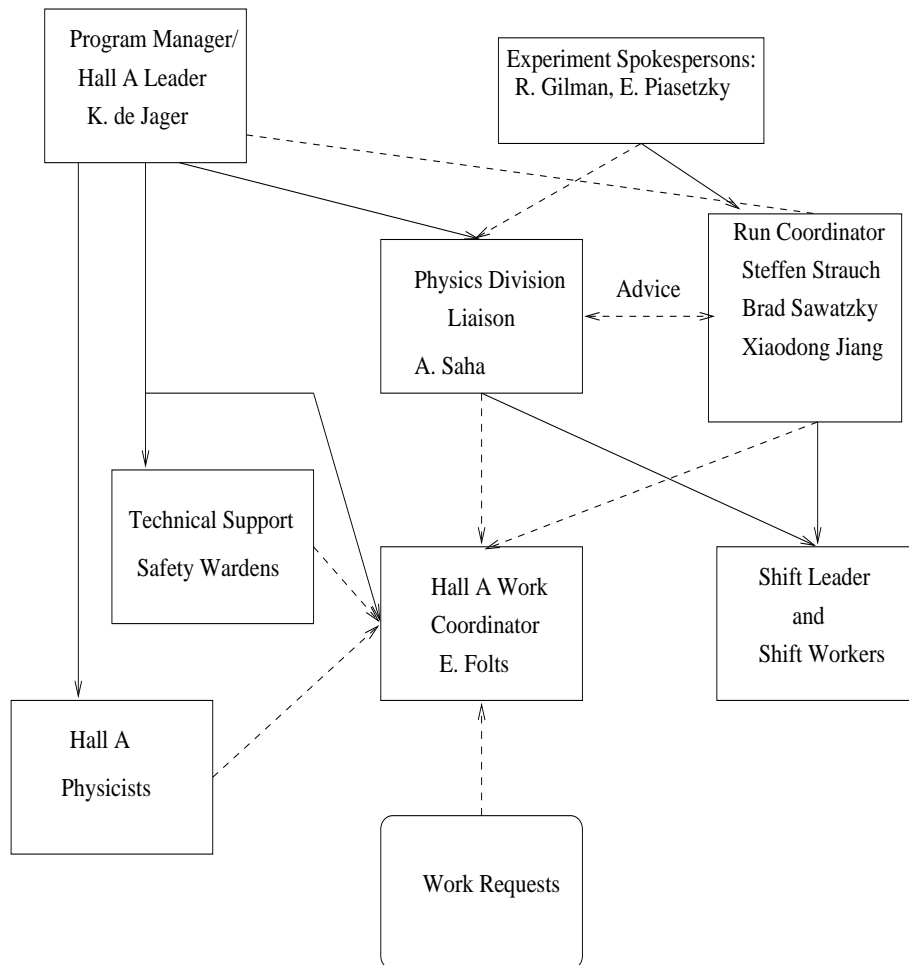 Program Manager/
Hall A Leader
K. de Jager
Experiment Spokespersons:
R. Gilman, E. Piasetzky
Physics Division
Liaison
A. Saha
Advice
Run Coordinator
Steffen Strauch
Brad Sawatzky
Xiaodong Jiang
Technical Support
Safety Wardens
Hall A Work
Coordinator
E. Folts
Shift Leader
and
Shift Workers
Hall A
Physicists
Work Requests